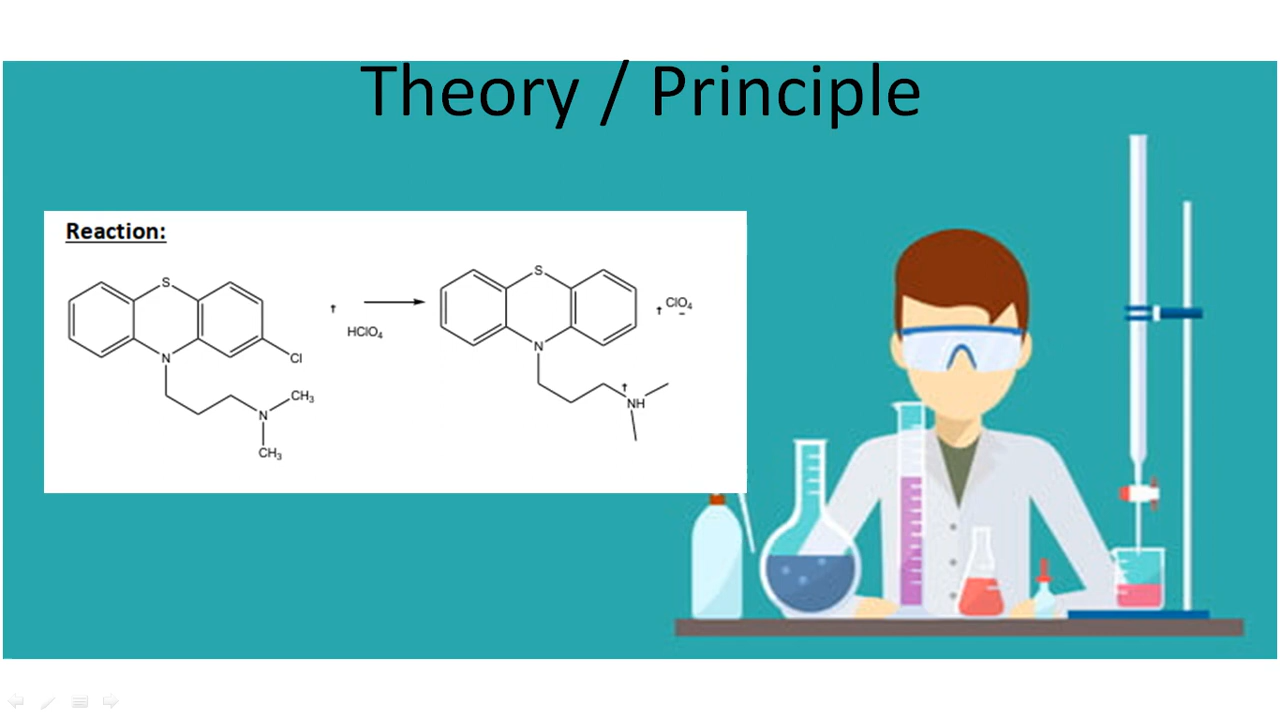 Theory / Principle
Reaction:
S
N
Cl
N
CH₃
CH₃
+
HClO₄
S
N
+
NH
+
ClO₄
−